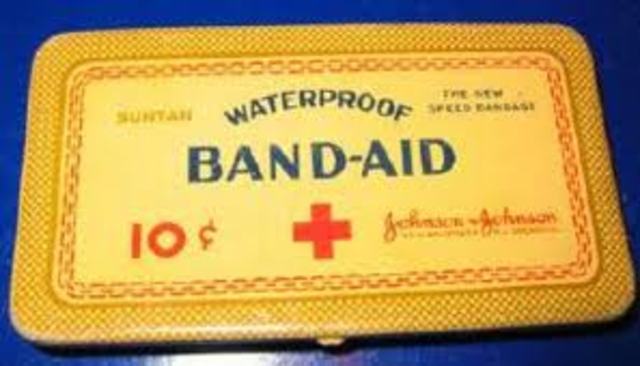 SUNTAN
WATERPROOF
THE NEW
SPEED BANDAGE
BAND-AID
10¢
Johnson & Johnson